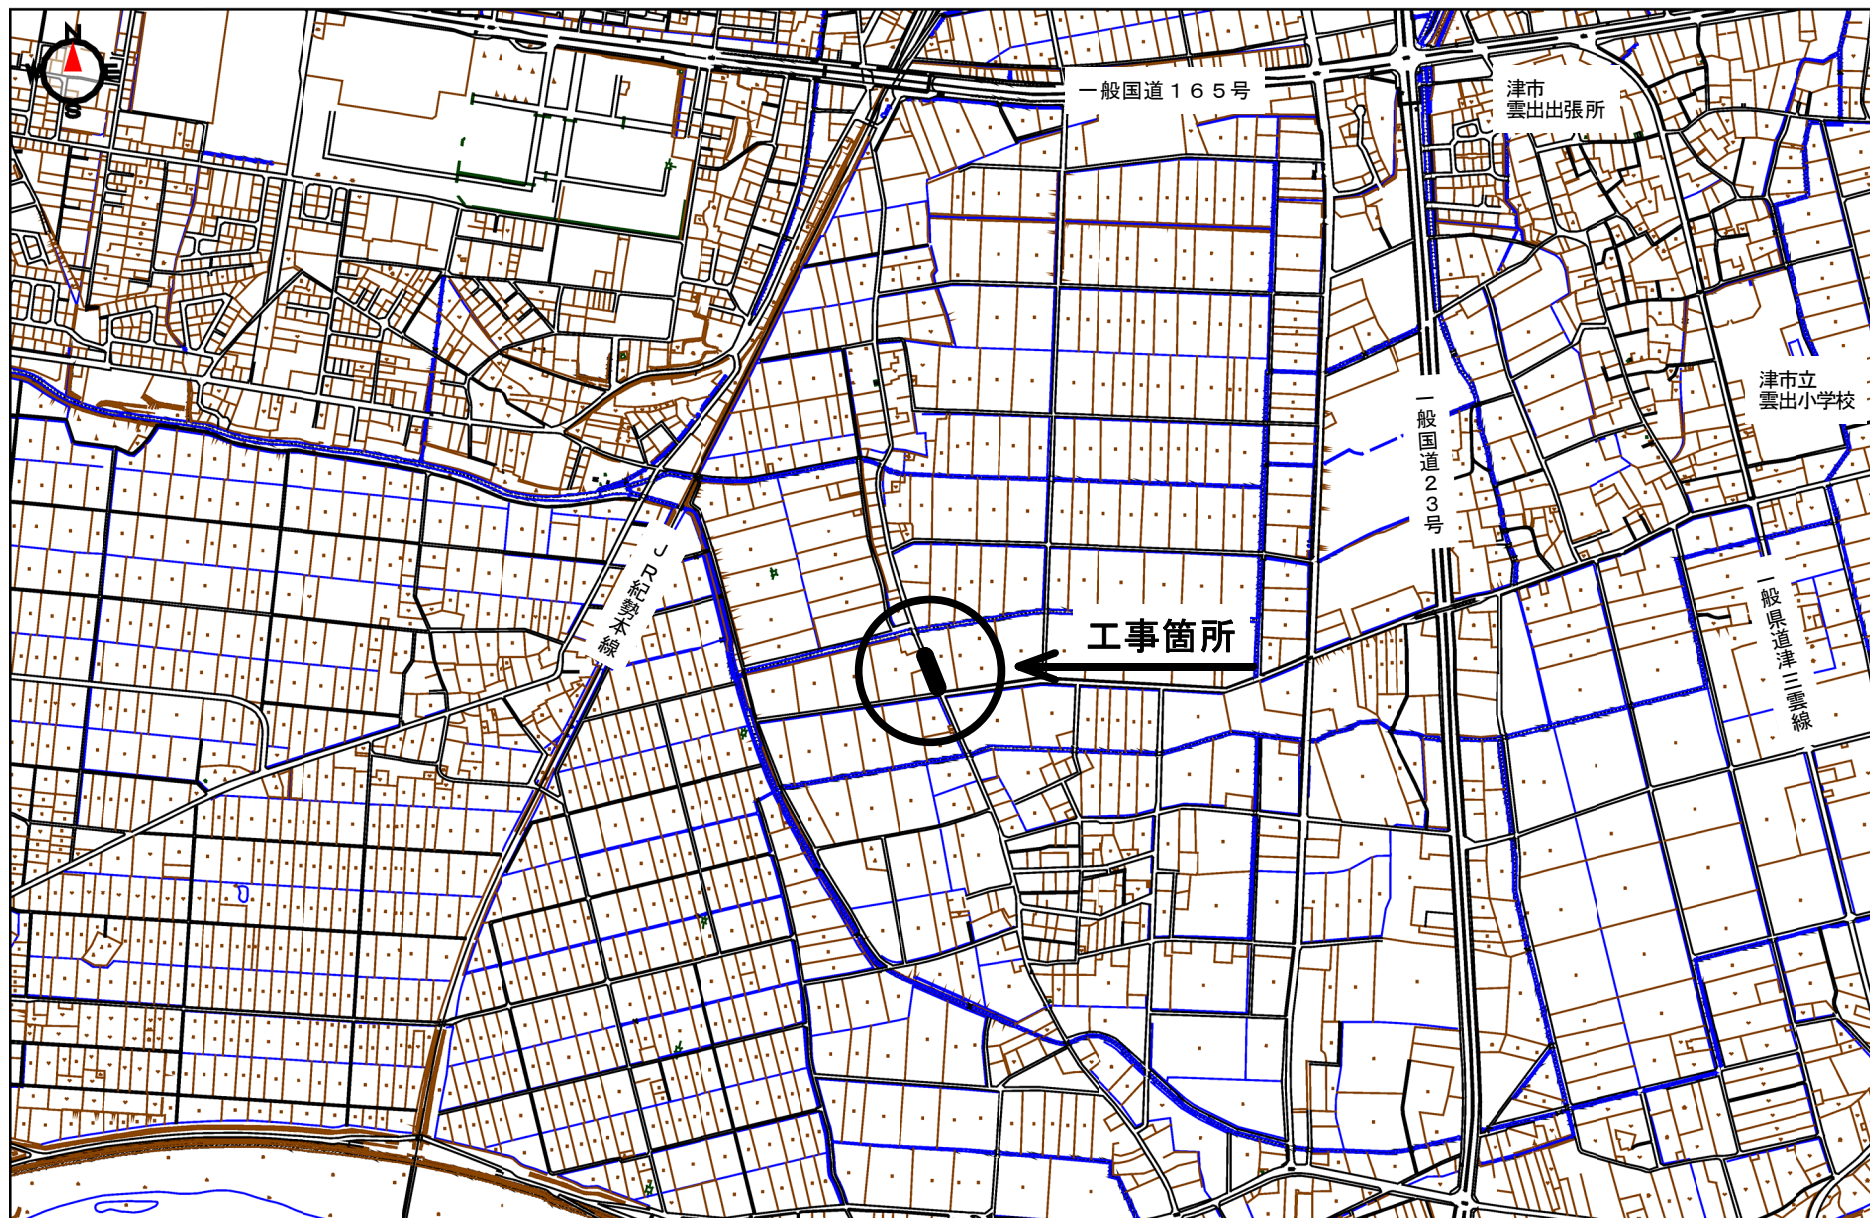 N
W
E
S
一般国道１６５号
津市
雲出出張所
津市立
雲出小学校
一般国道２３号
ＪＲ紀勢本線
工事箇所
一般県道津三雲線